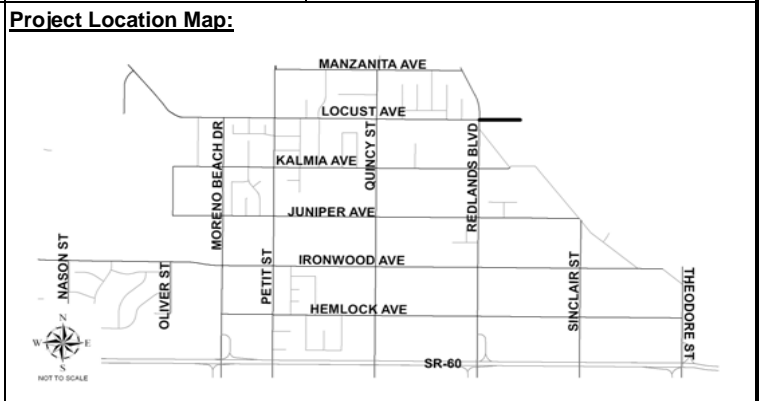 Project Location Map:
MANZANITA AVE
LOCUST AVE
MORENO BEACH DR
QUINCY ST
REDLANDS BLVD
KALMIA AVE
JUNIPER AVE
NASON ST
OLIVER ST
PETIT ST
IRONWOOD AVE
SINCLAIR ST
THEODORE ST
HEMLOCK AVE
N
W E
S
NOT TO SCALE
SR-60